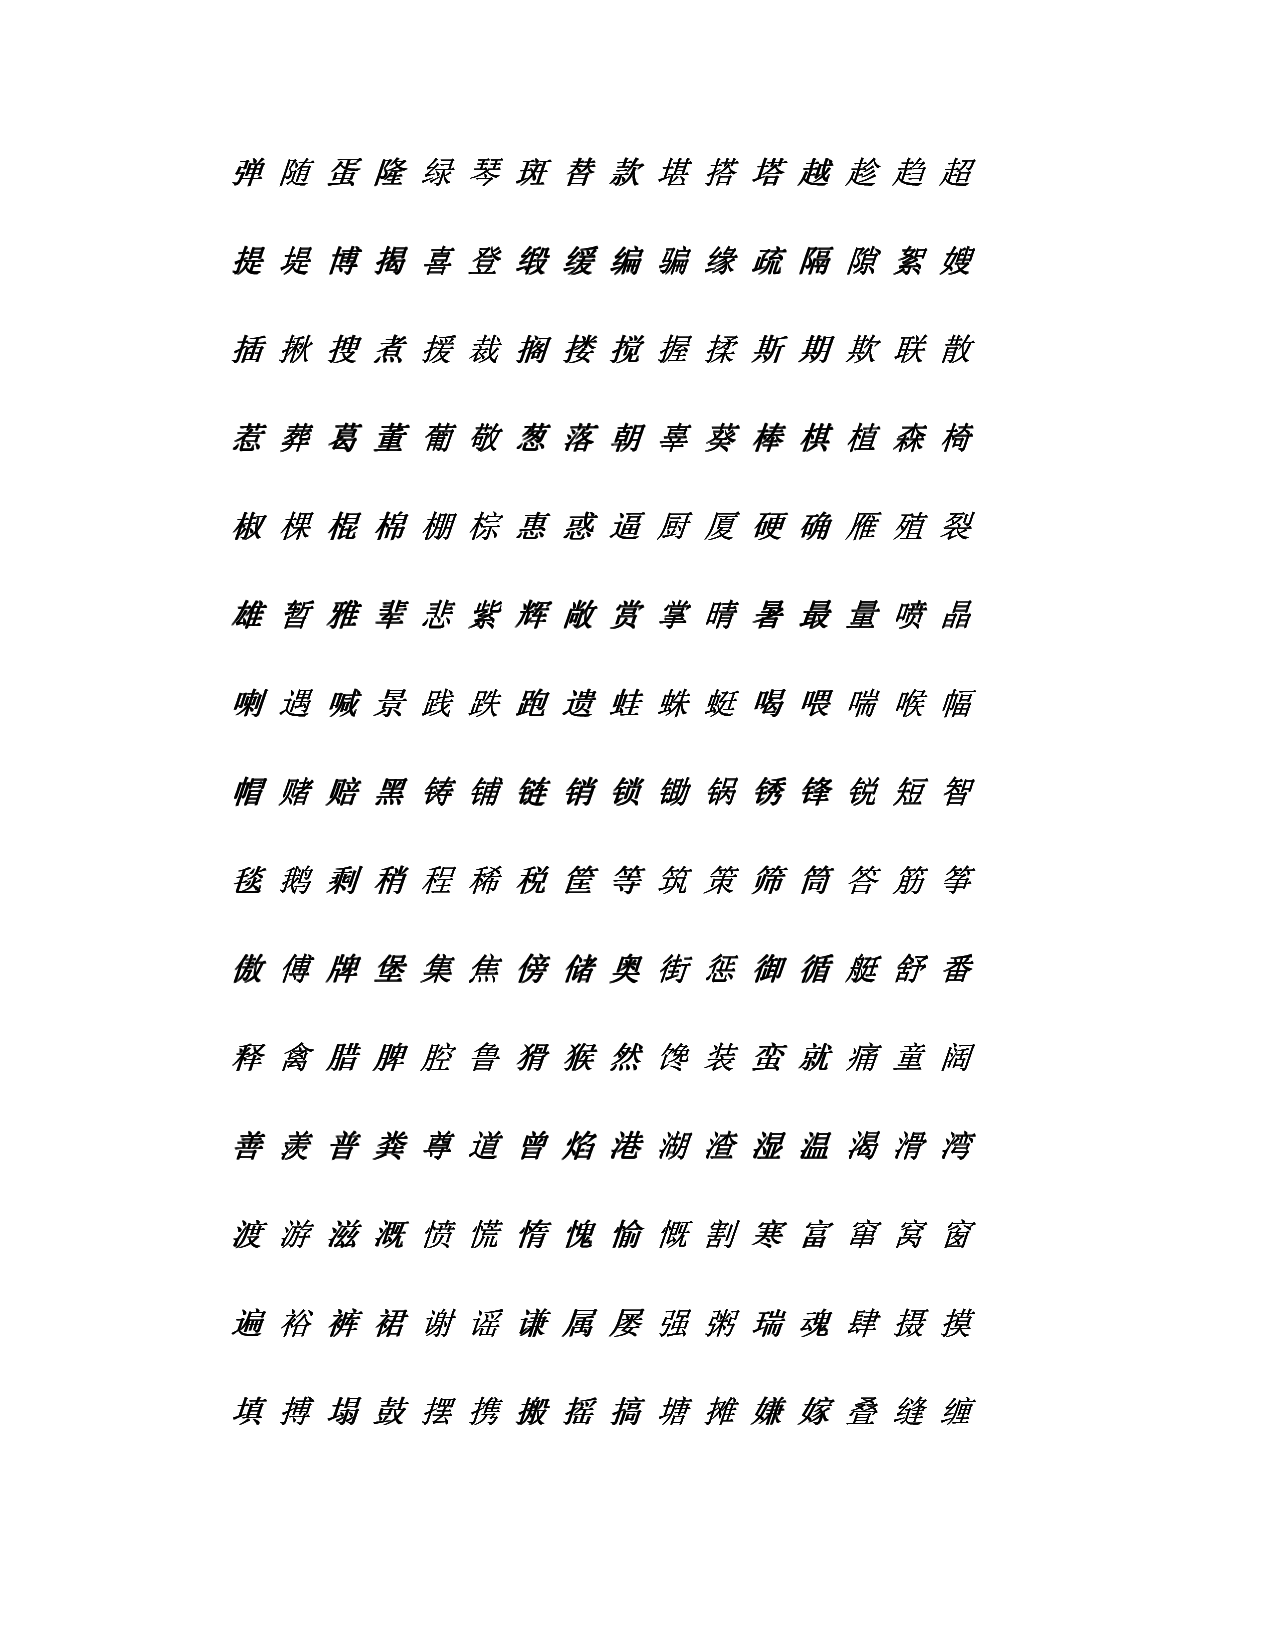 弹 随 蛋 隆 绿 琴 斑 替 款 堪 搭 塔 越 趁 趋 超
提 堤 博 揭 喜 登 缎 缓 编 骗 缘 疏 隔 隙 絮 嫂
插 揪 搜 煮 援 裁 搁 搂 搅 握 揉 斯 期 欺 联 散
惹 葬 葛 董 葡 敬 葱 落 朝 辜 葵 棒 棋 植 森 椅
椒 棵 棍 棉 棚 棕 惠 惑 逼 厨 厦 硬 确 雁 殖 裂
雄 暂 雅 辈 悲 紫 辉 敞 赏 掌 晴 暑 最 量 喷 晶
喇 遇 喊 景 践 跌 跑 遗 蛙 蛛 蜓 喝 喂 喘 喉 幅
帽 赌 赔 黑 铸 铺 链 销 锁 锄 锅 锈 锋 锐 短 智
毯 鹅 剩 稍 程 稀 税 筐 等 筑 策 筛 筒 答 筋 筝
傲 傅 牌 堡 集 焦 傍 储 奥 街 惩 御 循 艇 舒 番
释 禽 腊 脾 腔 鲁 猾 猴 然 馋 装 蛮 就 痛 童 阔
善 羡 普 粪 尊 道 曾 焰 港 湖 渣 湿 温 渴 滑 湾
渡 游 滋 溉 愤 慌 惰 愧 愉 慨 割 寒 富 窜 窝 窗
遍 裕 裤 裙 谢 谣 谦 属 屡 强 粥 瑞 魂 肆 摄 摸
填 搏 塌 鼓 摆 携 搬 摇 搞 塘 摊 嫌 嫁 叠 缝 缠